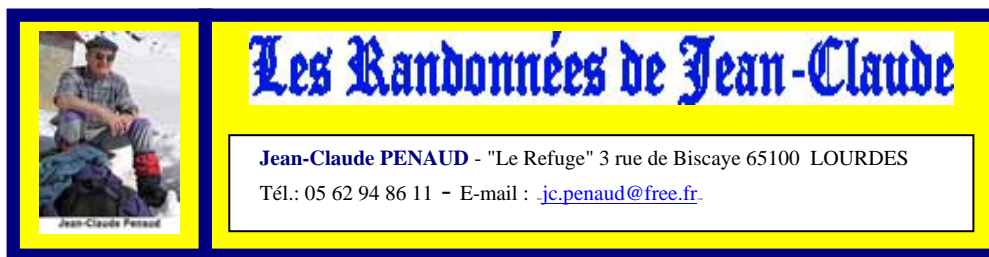 Les Randonnées de Jean-Claude
Jean-Claude PENAUD - "Le Refuge" 3 rue de Biscaye 65100 LOURDES
Tél.: 05 62 94 86 11 - E-mail : jc.penaud@free.fr
Jean-Claude Penaud